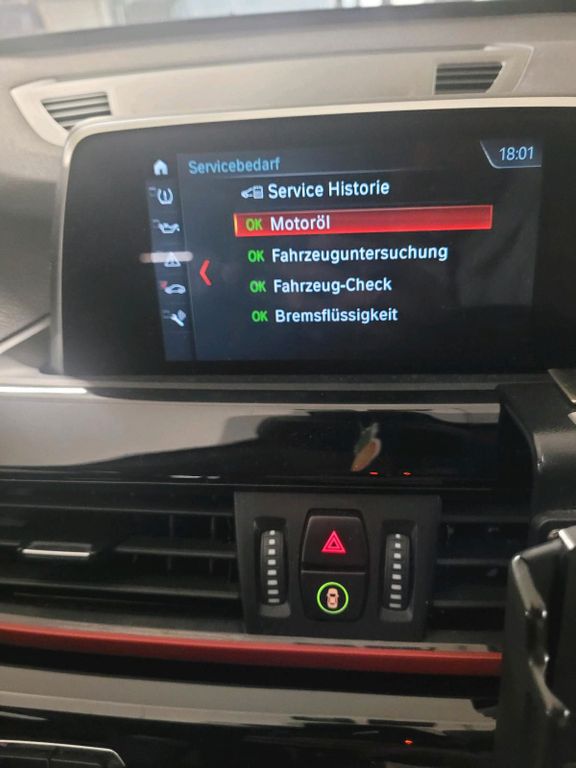 18:01
Servicebedarf
Service Historie
OK Motoröl
OK Fahrzeuguntersuchung
OK Fahrzeug-Check
OK Bremsflüssigkeit